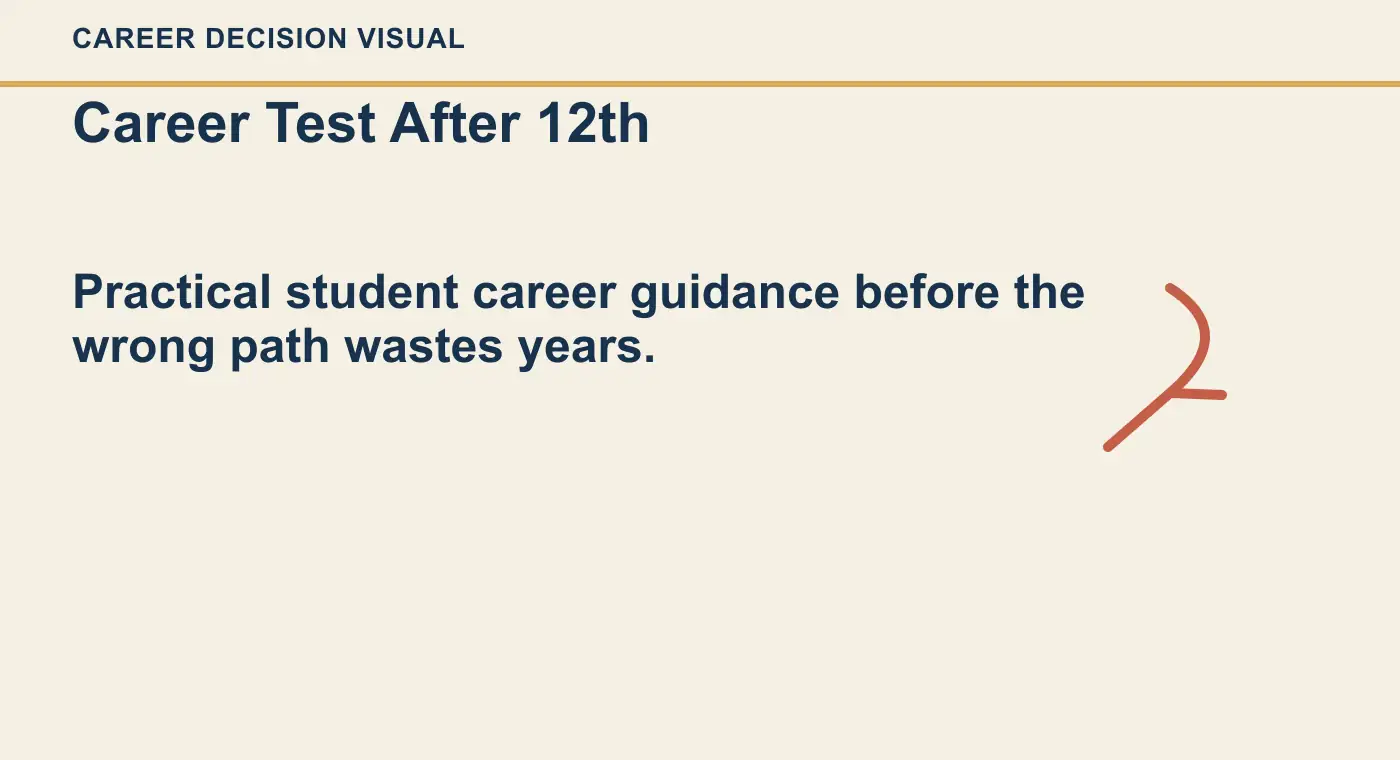 CAREER DECISION VISUAL
Career Test After 12th
Practical student career guidance before the
wrong path wastes years.